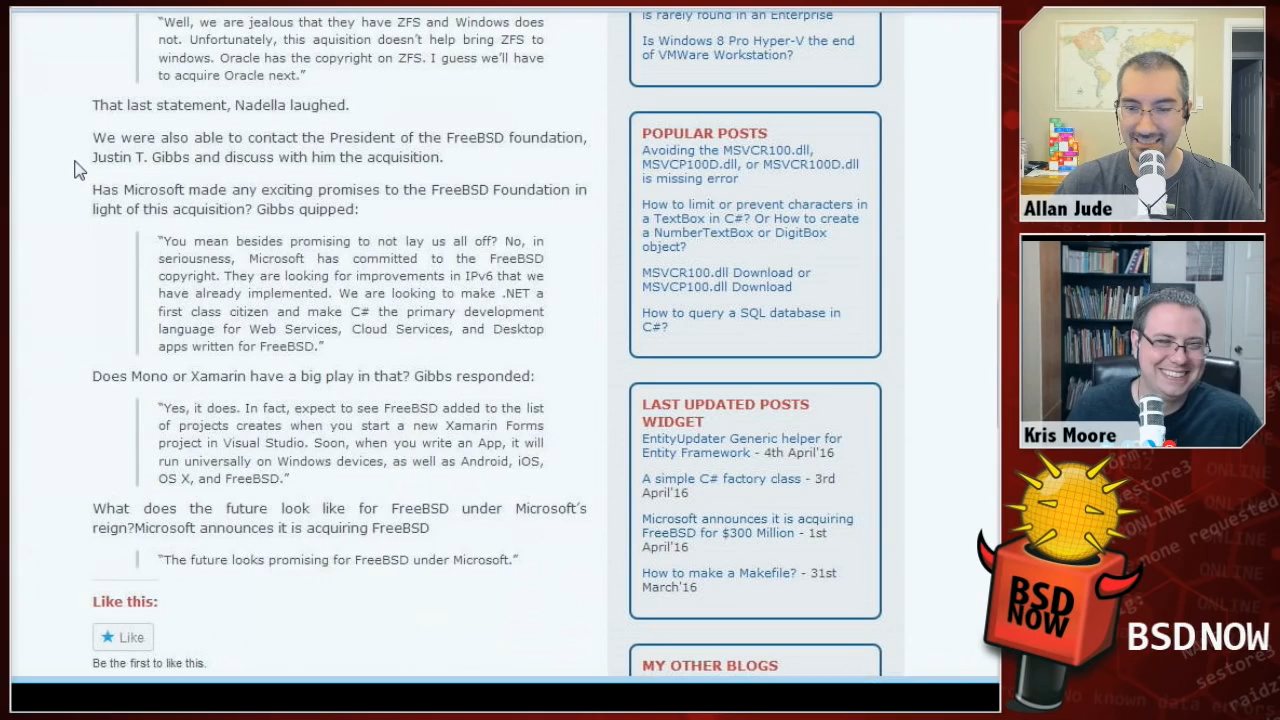 “Well, we are jealous that they have ZFS and Windows does
not. Unfortunately, this aquisition doesn’t help bring ZFS to
windows. Oracle has the copyright on ZFS. I guess we’ll have
to acquire Oracle next.”
That last statement, Nadella laughed.
We were also able to contact the President of the FreeBSD foundation,
Justin T. Gibbs and discuss with him the acquisition.
Has Microsoft made any exciting promises to the FreeBSD Foundation in
light of this acquisition? Gibbs quipped:
“You mean besides promising to not lay us all off? No, in
seriousness, Microsoft has committed to the FreeBSD
copyright. They are looking for improvements in IPv6 that we
have already implemented. We are looking to make .NET a
first class citizen and make C# the primary development
language for Web Services, Cloud Services, and Desktop
apps written for FreeBSD.”
Does Mono or Xamarin have a big play in that? Gibbs responded:
“Yes, it does. In fact, expect to see FreeBSD added to the list
of projects creates when you start a new Xamarin Forms
project in Visual Studio. Soon, when you write an App, it will
run universally on Windows devices, as well as Android, iOS,
OS X, and FreeBSD.”
What does the future look like for FreeBSD under Microsoft’s
reign?Microsoft announces it is acquiring FreeBSD
“The future looks promising for FreeBSD under Microsoft.”
Like this:
Like
Be the first to like this.
is rarely found in an Enterprise
Is Windows 8 Pro Hyper-V the end
of VMWare Workstation?
POPULAR POSTS
Avoiding the MSVCR100.dll,
MSVCP100D.dll, or MSVCR100D.dll
is missing error
How to limit or prevent characters in
a TextBox in C#? Or How to create
a NumberTextBox or DigitBox
object?
MSVCR100.dll Download or
MSVCP100.dll Download
How to query a SQL database in
C#?
LAST UPDATED POSTS
WIDGET
EntityUpdater Generic helper for
Entity Framework - 4th April'16
A simple C# factory class - 3rd
April'16
Microsoft announces it is acquiring
FreeBSD for $300 Million - 1st
April'16
How to make a Makefile? - 31st
March'16
MY OTHER BLOGS
Allan Jude
Kris Moore
BSD
NOW
BSD NOW